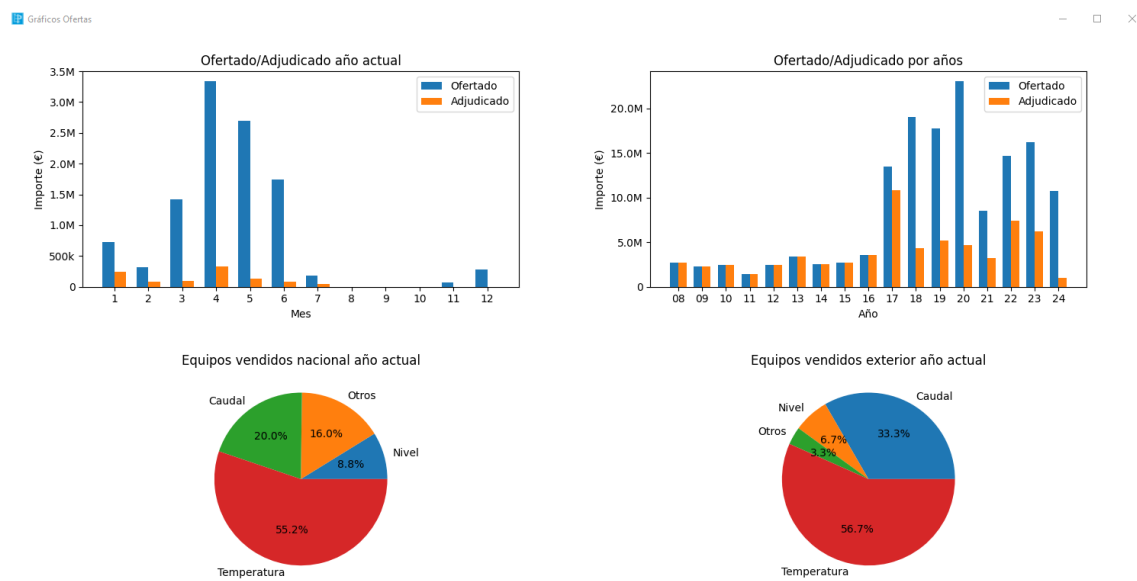 Gráficos Ofertas
Ofertado/Adjudicado año actual
3.5M
3.0M
2.5M
2.0M
1.5M
1.0M
500k
0
Importe (€)
Ofertado
Adjudicado
1 2 3 4 5 6 7 8 9 10 11 12
Mes
Ofertado/Adjudicado por años
20.0M
15.0M
10.0M
5.0M
0
Importe (€)
Ofertado
Adjudicado
08 09 10 11 12 13 14 15 16 17 18 19 20 21 22 23 24
Año
Equipos vendidos nacional año actual
Otros
Caudal
20.0%
16.0%
Nivel
8.8%
55.2%
Temperatura
Equipos vendidos exterior año actual
Caudal
Nivel
Otros
33.3%
6.7%
3.3%
56.7%
Temperatura